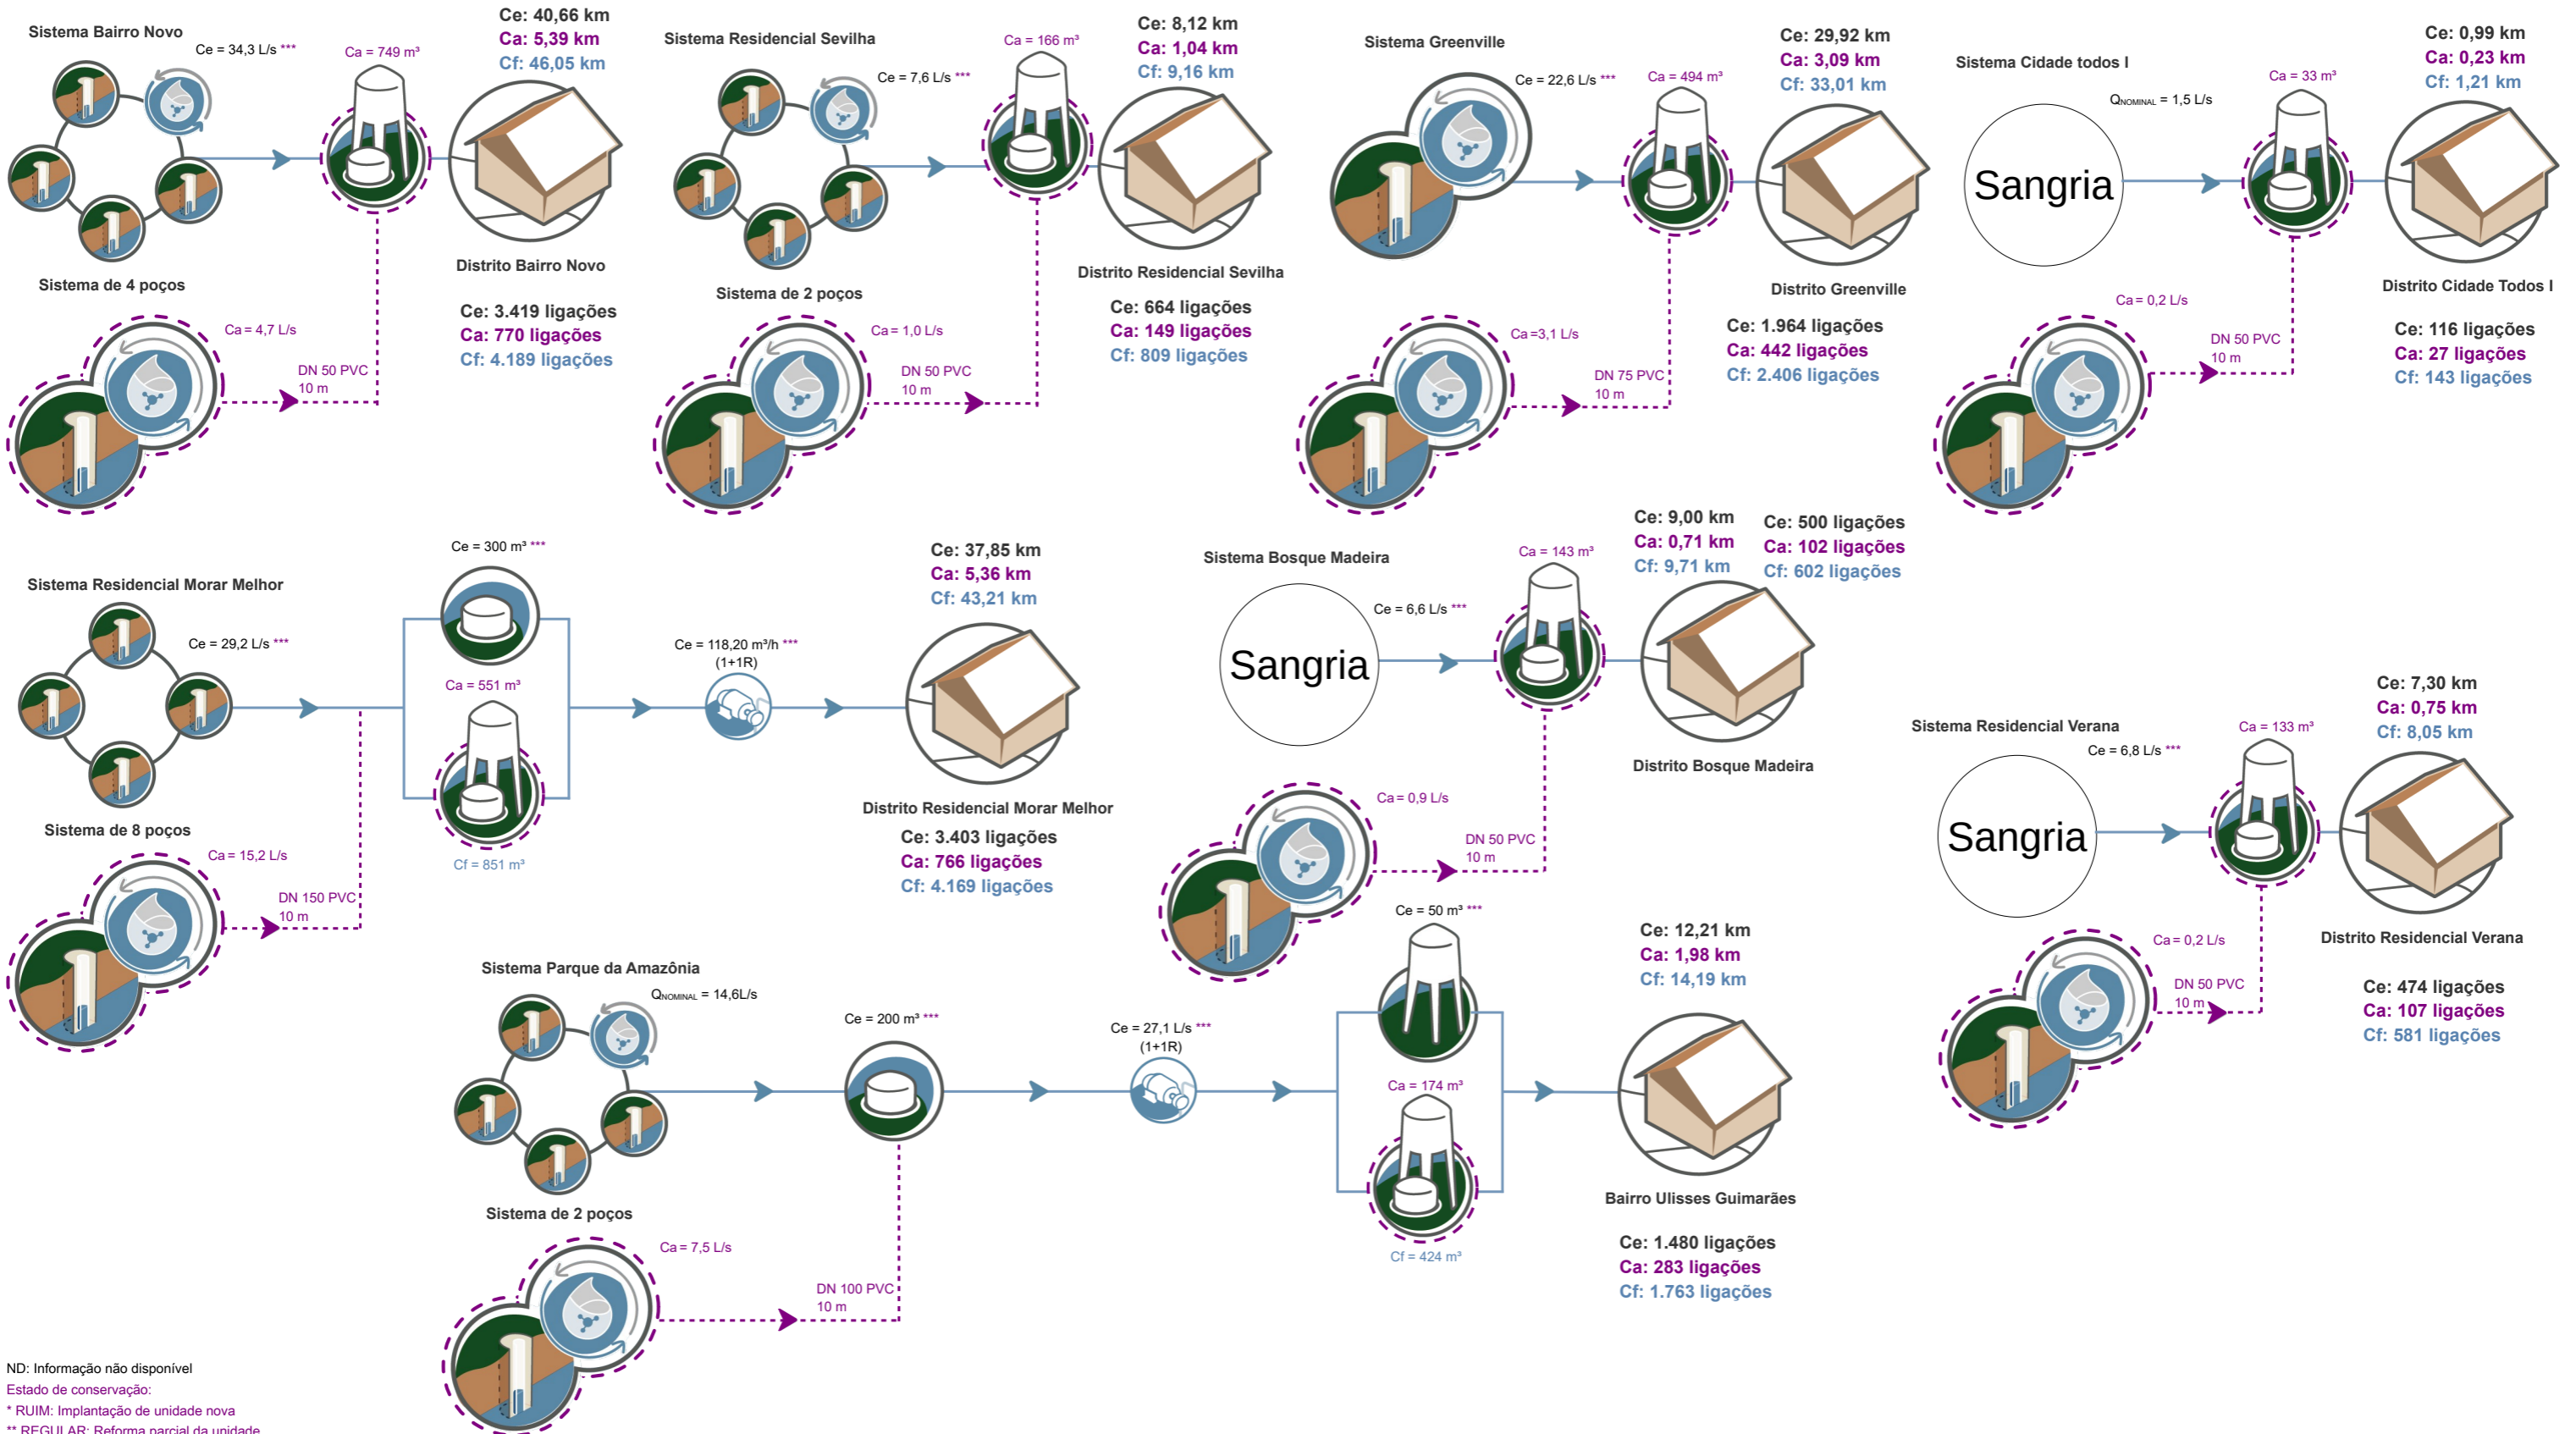 Sistema Bairro Novo
Ce = 34,3 L/s ***
Ca = 749 m³
Ce: 40,66 km
Ca: 5,39 km
Cf: 46,05 km
Distrito Bairro Novo
Ce: 3.419 ligações
Ca: 770 ligações
Cf: 4.189 ligações
Sistema de 4 poços
Ca = 4,7 L/s
DN 50 PVC
10 m
Sistema Residencial Sevilha
Ce = 7,6 L/s ***
Ca = 166 m³
Ce: 8,12 km
Ca: 1,04 km
Cf: 9,16 km
Distrito Residencial Sevilha
Ce: 664 ligações
Ca: 149 ligações
Cf: 809 ligações
Sistema de 2 poços
Ca = 1,0 L/s
DN 50 PVC
10 m
Sistema Greenville
Ce = 22,6 L/s ***
Ca = 494 m³
Ce: 29,92 km
Ca: 3,09 km
Cf: 33,01 km
Distrito Greenville
Ce: 1.964 ligações
Ca: 442 ligações
Cf: 2.406 ligações
Ca =3,1 L/s
DN 75 PVC
10 m
Sistema Cidade todos I
QNOMINAL = 1,5 L/s
Sangria
Ca = 33 m³
Ce: 0,99 km
Ca: 0,23 km
Cf: 1,21 km
Distrito Cidade Todos I
Ce: 116 ligações
Ca: 27 ligações
Cf: 143 ligações
Ca = 0,2 L/s
DN 50 PVC
10 m
Sistema Residencial Morar Melhor
Ce = 29,2 L/s ***
Ce = 300 m³ ***
Ca = 551 m³
Cf = 851 m³
Ce = 118,20 m³/h ***
(1+1R)
Ce: 37,85 km
Ca: 5,36 km
Cf: 43,21 km
Distrito Residencial Morar Melhor
Ce: 3.403 ligações
Ca: 766 ligações
Cf: 4.169 ligações
Sistema de 8 poços
Ca = 15,2 L/s
DN 150 PVC
10 m
Sistema Bosque Madeira
Ce = 6,6 L/s ***
Sangria
Ca = 143 m³
Ce: 9,00 km
Ca: 0,71 km
Cf: 9,71 km
Ce: 500 ligações
Ca: 102 ligações
Cf: 602 ligações
Distrito Bosque Madeira
Ca = 0,9 L/s
DN 50 PVC
10 m
Sistema Residencial Verana
Ce = 6,8 L/s ***
Sangria
Ca = 133 m³
Ce: 7,30 km
Ca: 0,75 km
Cf: 8,05 km
Distrito Residencial Verana
Ce: 474 ligações
Ca: 107 ligações
Cf: 581 ligações
Ca = 0,2 L/s
DN 50 PVC
10 m
Sistema Parque da Amazônia
QNOMINAL = 14,6L/s
Ce = 200 m³ ***
Ce = 27,1 L/s ***
(1+1R)
Ce = 50 m³ ***
Ca = 174 m³
Cf = 424 m³
Ce: 12,21 km
Ca: 1,98 km
Cf: 14,19 km
Bairro Ulisses Guimarães
Ce: 1.480 ligações
Ca: 283 ligações
Cf: 1.763 ligações
Sistema de 2 poços
Ca = 7,5 L/s
DN 100 PVC
10 m
ND: Informação não disponível
Estado de conservação:
* RUIM: Implantação de unidade nova
** REGULAR: Reforma parcial da unidade